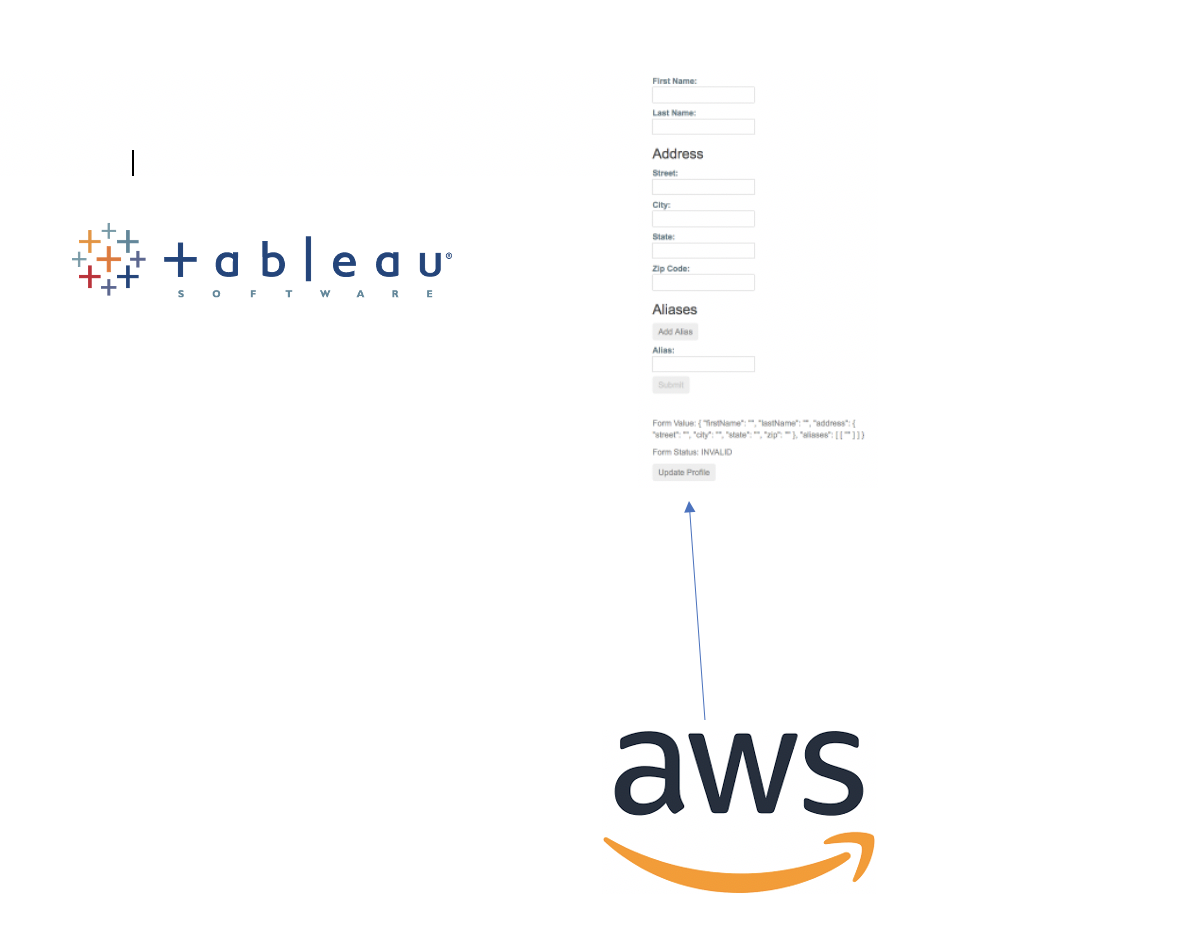 tableau®
SOFTWARE
First Name:
Last Name:
Address
Street:
City:
State:
Zip Code:
Aliases
Add Alias
Alias:
Submit
Form Value: { "firstName": "", "lastName": "", "address": {
"street": "", "city": "", "state": "", "zip": "" }, "aliases": [ [ "" ] ] }
Form Status: INVALID
Update Profile
aws